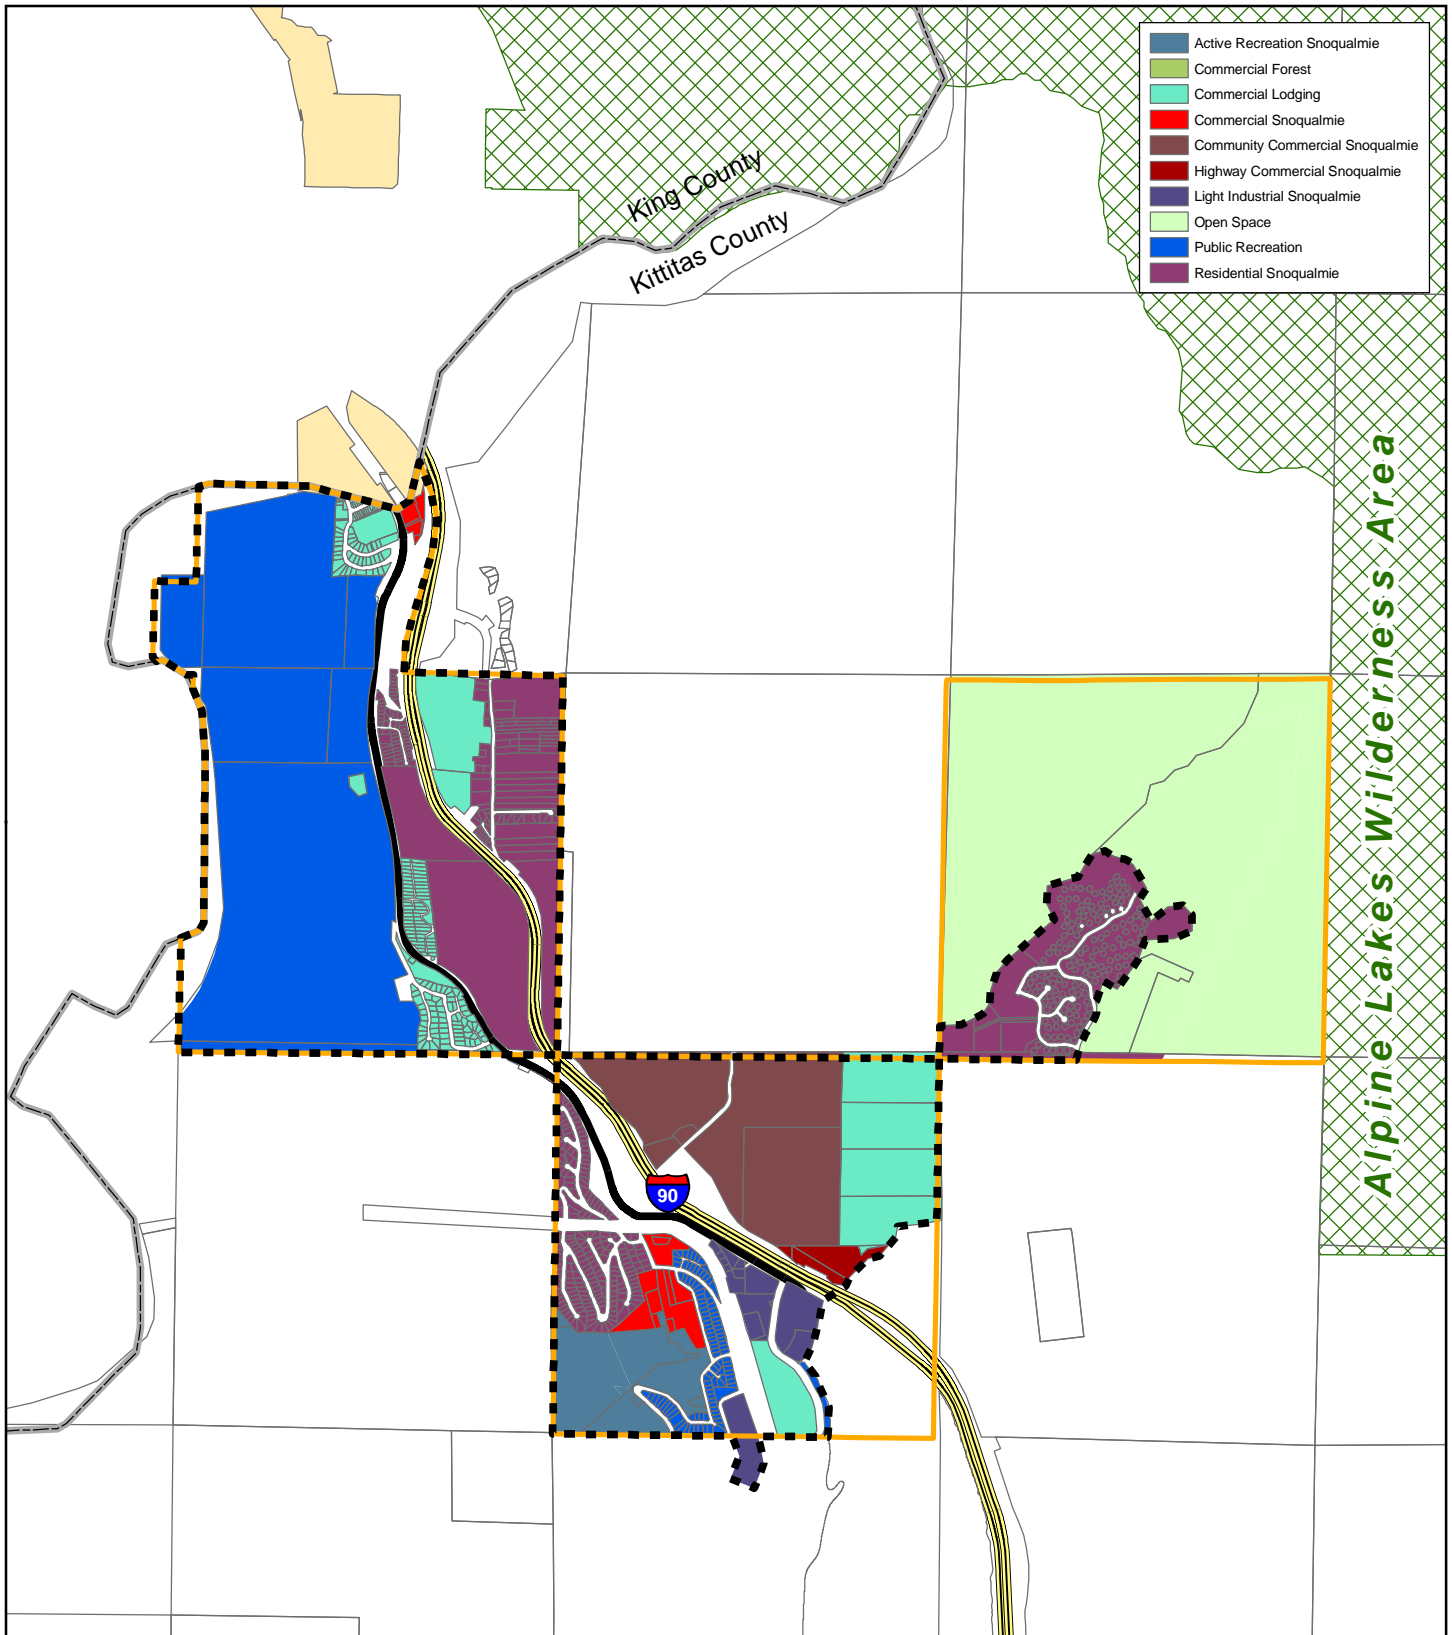 Active Recreation Snoqualmie
Commercial Forest
Commercial Lodging
Commercial Snoqualmie
Community Commercial Snoqualmie
Highway Commercial Snoqualmie
Light Industrial Snoqualmie
Open Space
Public Recreation
Residential Snoqualmie
King County
Kittitas County
Alpine Lakes Wilderness Area
90